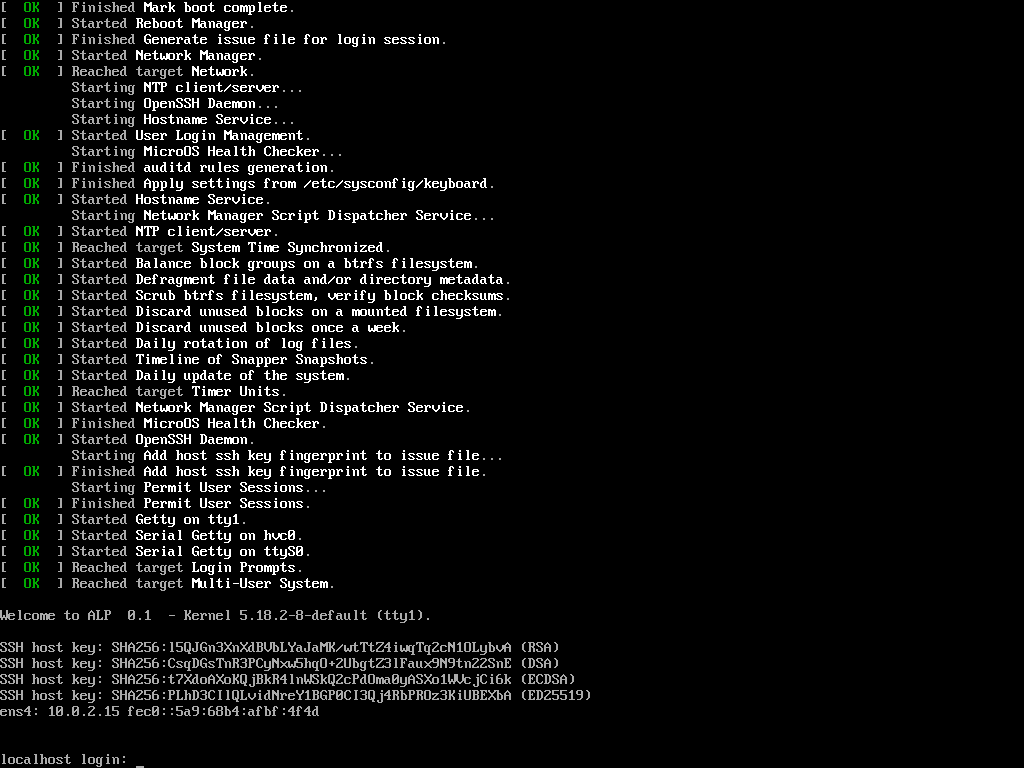 [  OK  ] Finished Mark boot complete.
[  OK  ] Started Reboot Manager.
[  OK  ] Finished Generate issue file for login session.
[  OK  ] Started Network Manager.
[  OK  ] Reached target Network.
         Starting NTP client/server...
         Starting OpenSSH Daemon...
         Starting Hostname Service...
[  OK  ] Started User Login Management.
         Starting MicroOS Health Checker...
[  OK  ] Finished auditd rules generation.
[  OK  ] Finished Apply settings from /etc/sysconfig/keyboard.
[  OK  ] Started Hostname Service.
         Starting Network Manager Script Dispatcher Service...
[  OK  ] Started NTP client/server.
[  OK  ] Reached target System Time Synchronized.
[  OK  ] Started Balance block groups on a btrfs filesystem.
[  OK  ] Started Defragment file data and/or directory metadata.
[  OK  ] Started Scrub btrfs filesystem, verify block checksums.
[  OK  ] Started Discard unused blocks on a mounted filesystem.
[  OK  ] Started Discard unused blocks once a week.
[  OK  ] Started Daily rotation of log files.
[  OK  ] Started Timeline of Snapper Snapshots.
[  OK  ] Started Daily update of the system.
[  OK  ] Reached target Timer Units.
[  OK  ] Started Network Manager Script Dispatcher Service.
[  OK  ] Finished MicroOS Health Checker.
[  OK  ] Started OpenSSH Daemon.
         Starting Add host ssh key fingerprint to issue file...
[  OK  ] Finished Add host ssh key fingerprint to issue file.
         Starting Permit User Sessions...
[  OK  ] Finished Permit User Sessions.
[  OK  ] Started Getty on tty1.
[  OK  ] Started Serial Getty on hvc0.
[  OK  ] Started Serial Getty on ttyS0.
[  OK  ] Reached target Login Prompts.
[  OK  ] Reached target Multi-User System.
Welcome to ALP  0.1  - Kernel 5.18.2-8-default (tty1).
SSH host key: SHA256:l5QJGn3XnXdBVbLYaJaMK/wtTtZ4iwqTq2cN1OLybvA (RSA)
SSH host key: SHA256:CsqDGsTnR3PCyNxw5hqO+2UbgtZ3lFaux9N9tn22SnE (DSA)
SSH host key: SHA256:t7XdoAXoKQjBkR4lnWSkQ2cPdOma0yASXo1WVcjCi6k (ECDSA)
SSH host key: SHA256:PLhD3CIlQLvidNreY1BGP0CI3Qj4RbPROz3KiUBEXbA (ED25519)
ens4: 10.0.2.15 fec0::5a9:68b4:afbf:4f4d
localhost login: _